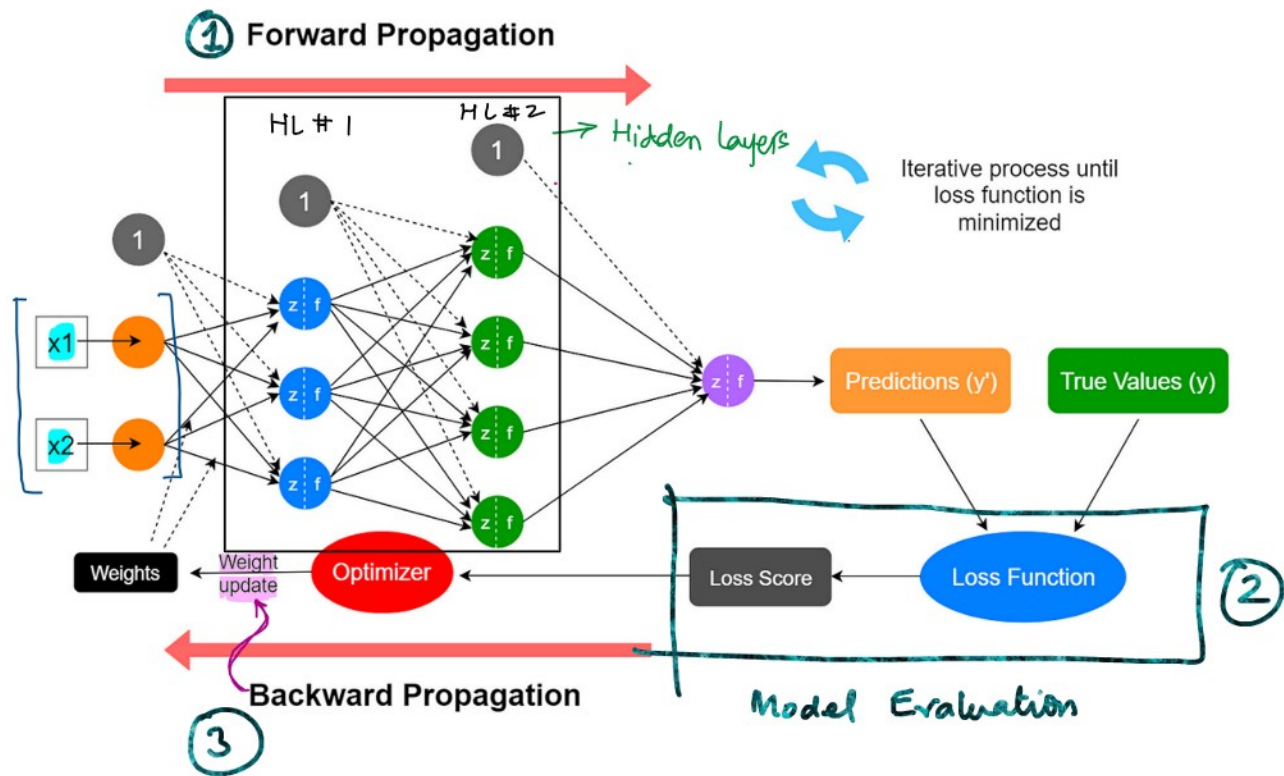 ① Forward Propagation
HL # 1
HL # 2
→ Hidden layers
1
1
1
Iterative process until
loss function is
minimized
z f
z f
z f
z f
z f
z f
z f
z f
x1
x2
Predictions (y')
True Values (y)
Weights
Weight
update
Optimizer
Loss Score
Loss Function
②
Backward Propagation
③
Model Evaluation